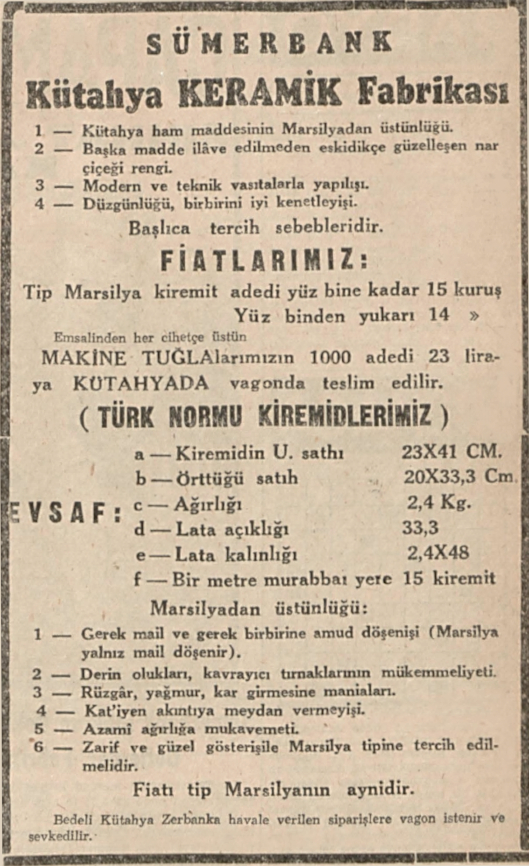 SÜMERBANK
Kütahya KERAMİK Fabrikası
1 — Kütahya ham maddesinin Marsilyadan üstünlüğü.
2 — Başka madde ilâve edilmeden eskidikçe güzelleşen nar
çiçeği rengi.
3 — Modern ve teknik vasıtalarla yapılışı.
4 — Düzgünlüğü, birbirini iyi kenetleyişi.
Başlıca tercih sebebleridir.
FİATLARIMIZ:
Tip Marsilya kiremit adedi yüz bine kadar 15 kuruş
Yüz binden yukarı 14 »
Emsalinden her cihetçe üstün
MAKİNE TUĞLAlarımızın 1000 adedi 23 lira-
ya KÜTAHYADA vagonda teslim edilir.
( TÜRK NORMU KİREMİDLERİMİZ )
EVSAF:
a — Kiremidin U. sathı 23X41 CM.
b — Örttüğü satıh 20X33,3 Cm.
c — Ağırlığı 2,4 Kg.
d — Lata açıklığı 33,3
e — Lata kalınlığı 2,4X48
f — Bir metre murabbaı yere 15 kiremit
Marsilyadan üstünlüğü:
1 — Gerek mail ve gerek birbirine amud döşenişi (Marsilya
yalnız mail döşenir).
2 — Derin olukları, kavrayıcı tırnaklarının mükemmeliyeti.
3 — Rüzgâr, yağmur, kar girmesine maniaları.
4 — Kat'iyen akıntıya meydan vermeyişi.
5 — Azamî ağırlığa mukavemeti.
6 — Zarif ve güzel gösterişile Marsilya tipine tercih edil-
melidir.
Fiatı tip Marsilyanın aynidir.
Bedeli Kütahya Zerbanka havale verilen siparişlere vagon istenir ve
sevkedilir.